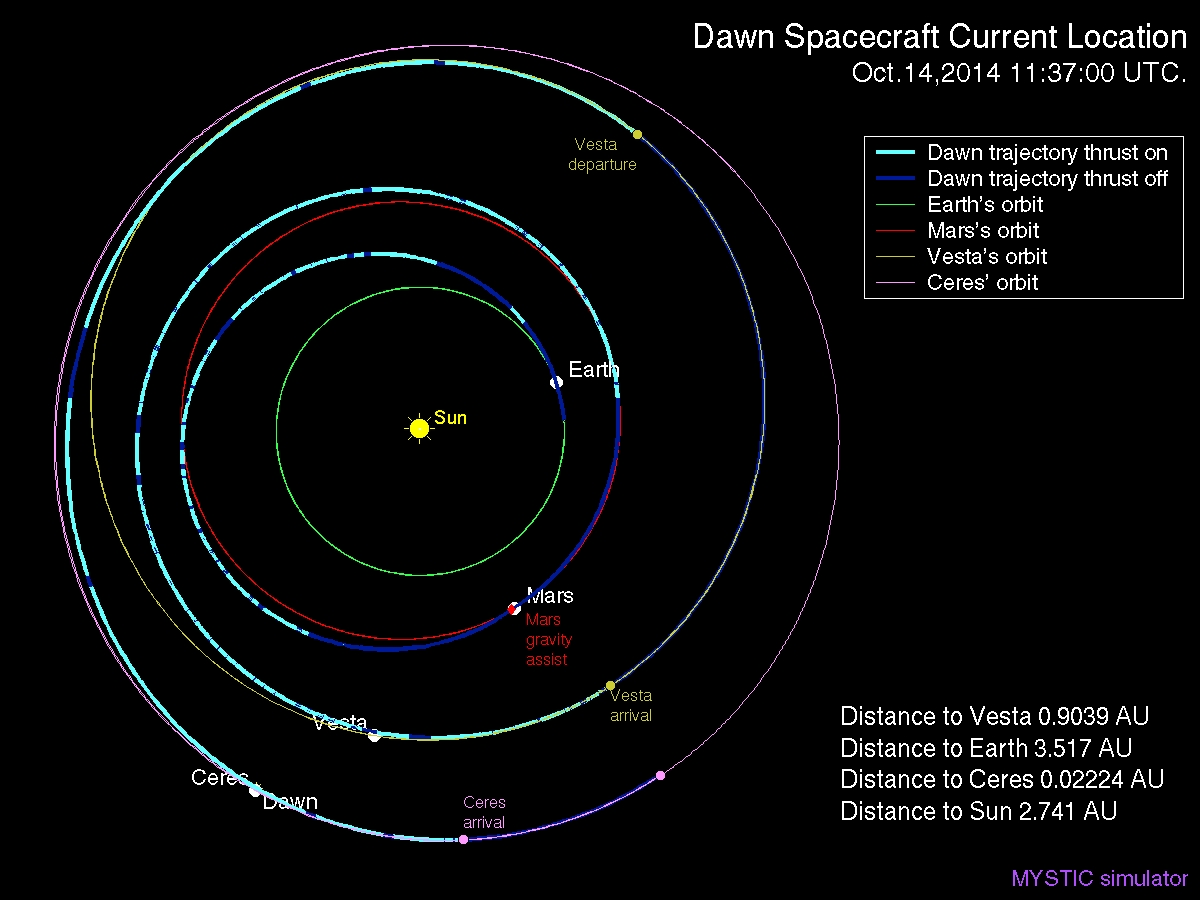 Dawn Spacecraft Current Location
Oct.14,2014 11:37:00 UTC.
Dawn trajectory thrust on
Dawn trajectory thrust off
Earth's orbit
Mars's orbit
Vesta's orbit
Ceres' orbit
Vesta
departure
Earth
Sun
Mars
Mars
gravity
assist
Vesta
arrival
Vesta
Ceres
Dawn
Ceres
arrival
Distance to Vesta 0.9039 AU
Distance to Earth 3.517 AU
Distance to Ceres 0.02224 AU
Distance to Sun 2.741 AU
MYSTIC simulator